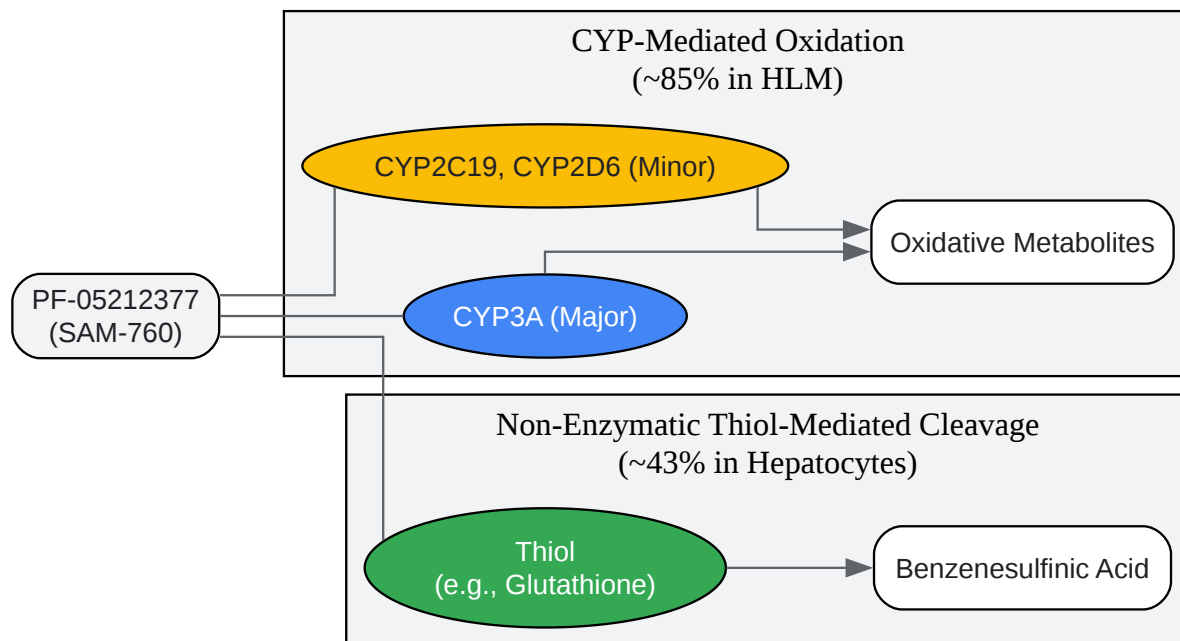 CYP-Mediated Oxidation
(~85% in HLM)
CYP2C19, CYP2D6 (Minor)
Oxidative Metabolites
PF-05212377
(SAM-760)
CYP3A (Major)
Non-Enzymatic Thiol-Mediated Cleavage
(~43% in Hepatocytes)
Thiol
(e.g., Glutathione)
Benzenesulfinic Acid